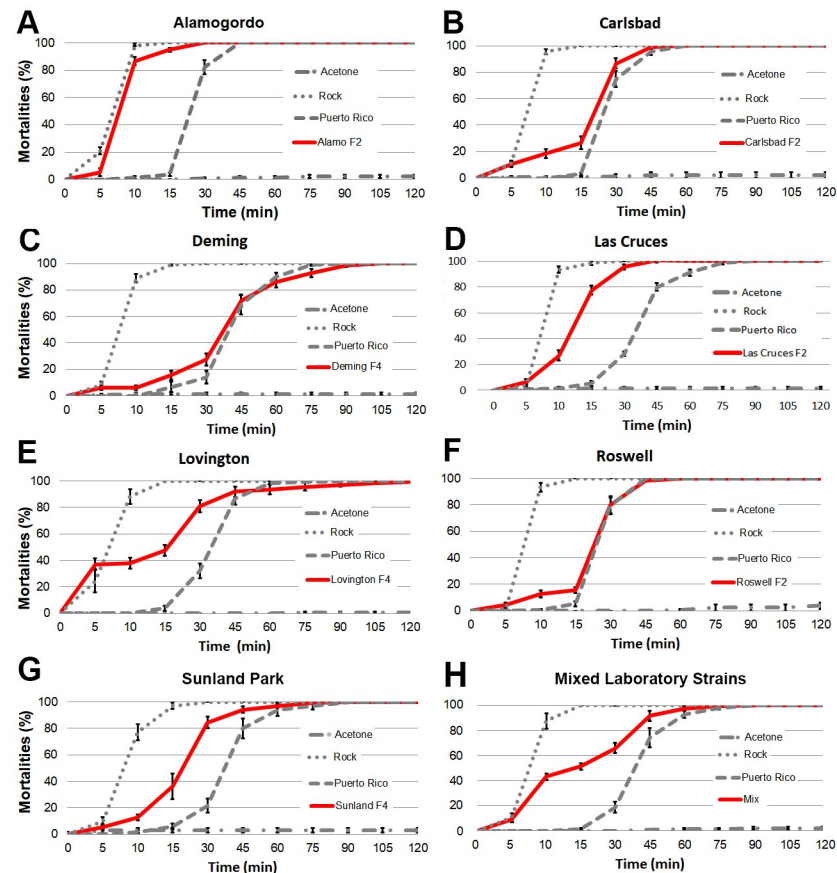 A
Alamogordo
Mortalities (%)
100
80
60
40
20
0
Acetone
Rock
Puerto Rico
Alamo F2
0 5 10 15 30 45 60 75 90 105 120
Time (min)
B
Carlsbad
100
80
60
40
20
0
Acetone
Rock
Puerto Rico
Carlsbad F2
0 5 10 15 30 45 60 75 90 105 120
Time (min)
C
Deming
Mortalities (%)
100
80
60
40
20
0
Acetone
Rock
Puerto Rico
Deming F4
0 5 10 15 30 45 60 75 90 105 120
Time (min)
D
Las Cruces
100
80
60
40
20
0
Acetone
Rock
Puerto Rico
Las Cruces F2
0 5 10 15 30 45 60 75 90 105 120
Time (min)
E
Lovington
Mortalities (%)
100
80
60
40
20
0
Acetone
Rock
Puerto Rico
Lovington F4
0 5 10 15 30 45 60 75 90 105 120
Time (min)
F
Roswell
100
80
60
40
20
0
Acetone
Rock
Puerto Rico
Roswell F2
0 5 10 15 30 45 60 75 90 105 120
Time (min)
G
Sunland Park
Mortalities (%)
100
80
60
40
20
0
Acetone
Rock
Puerto Rico
Sunland F4
0 5 10 15 30 45 60 75 90 105 120
Time (min)
H
Mixed Laboratory Strains
100
80
60
40
20
0
Acetone
Rock
Puerto Rico
Mix
0 5 10 15 30 45 60 75 90 105 120
Time (min)